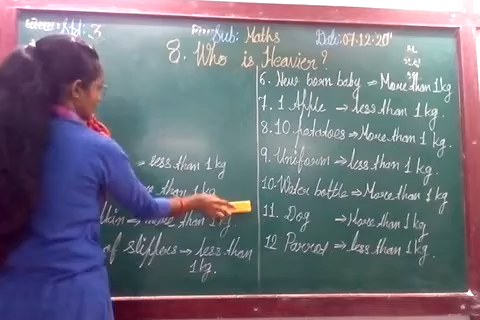 Std: 3
Sub: Maths
Date: 07-12-20
8. Who is Heavier?
→ less than 1 kg
more than 1 kg
→ more than 1 kg.
of slippers → less than
1 kg.
6. New born baby → More than 1 kg
7. 1 Apple → less than 1 kg.
8. 10 potatoes → More than 1 kg.
9. Uniform → less than 1 kg.
10. Water bottle → More than 1 kg
11. Dog → More than 1 kg
12 Parrot → less than 1 kg.